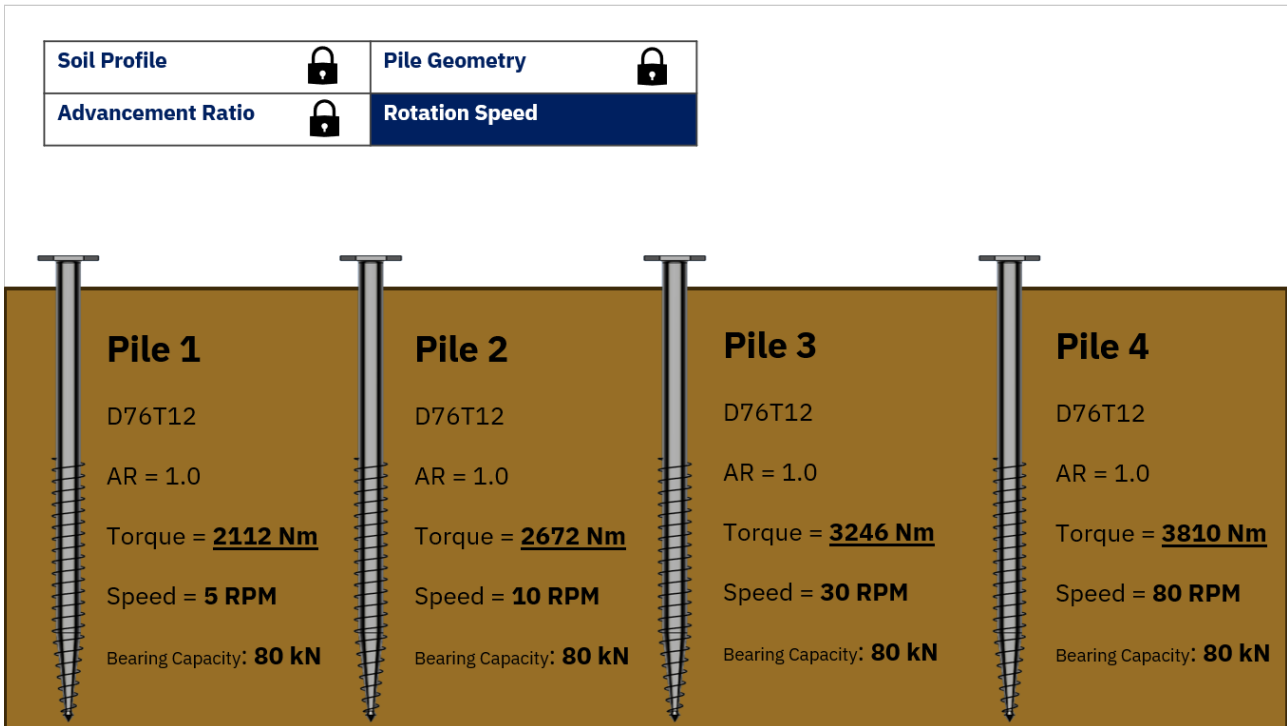 Soil Profile
Pile Geometry
Advancement Ratio
Rotation Speed
Pile 1
D76T12
AR = 1.0
Torque = 2112 Nm
Speed = 5 RPM
Bearing Capacity: 80 kN
Pile 2
D76T12
AR = 1.0
Torque = 2672 Nm
Speed = 10 RPM
Bearing Capacity: 80 kN
Pile 3
D76T12
AR = 1.0
Torque = 3246 Nm
Speed = 30 RPM
Bearing Capacity: 80 kN
Pile 4
D76T12
AR = 1.0
Torque = 3810 Nm
Speed = 80 RPM
Bearing Capacity: 80 kN